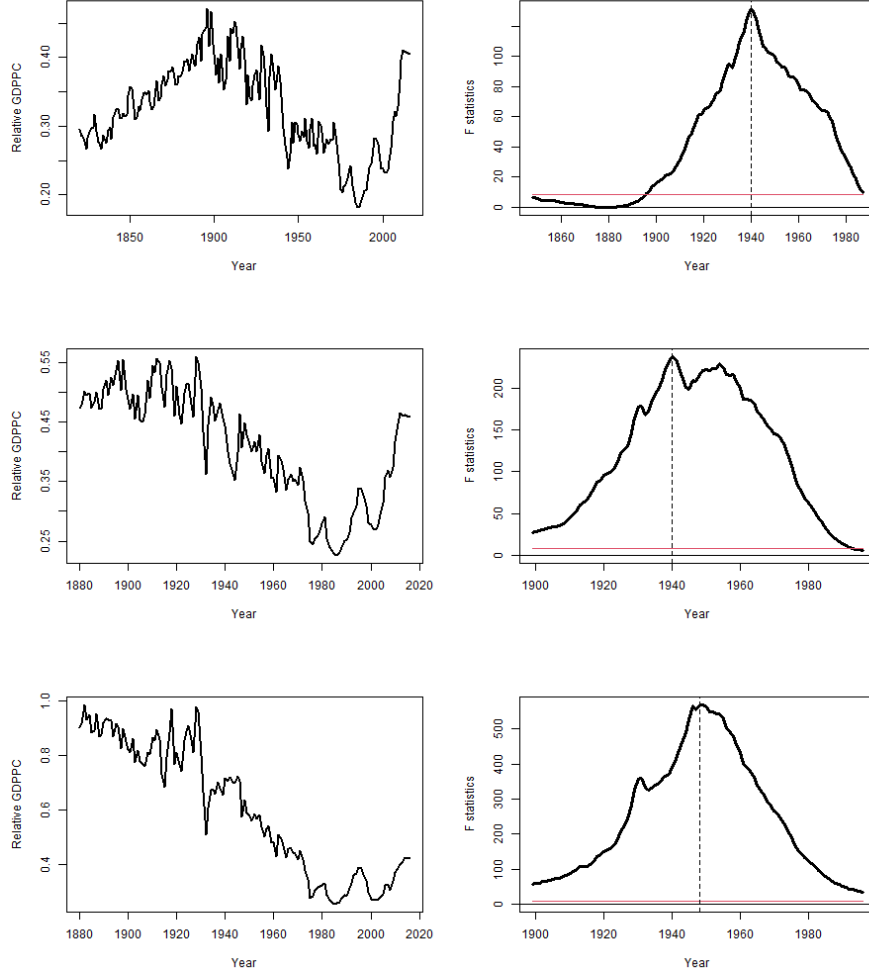 Relative GDPPC
0.20 0.30 0.40
1850 1900 1950 2000
Year
F statistics
0 20 40 60 80 100 120
1860 1880 1900 1920 1940 1960 1980
Year
Relative GDPPC
0.25 0.35 0.45 0.55
1880 1900 1920 1940 1960 1980 2000 2020
Year
F statistics
0 50 100 150 200
1900 1920 1940 1960 1980
Year
Relative GDPPC
0.4 0.6 0.8 1.0
1880 1900 1920 1940 1960 1980 2000 2020
Year
F statistics
0 100 200 300 400 500
1900 1920 1940 1960 1980
Year